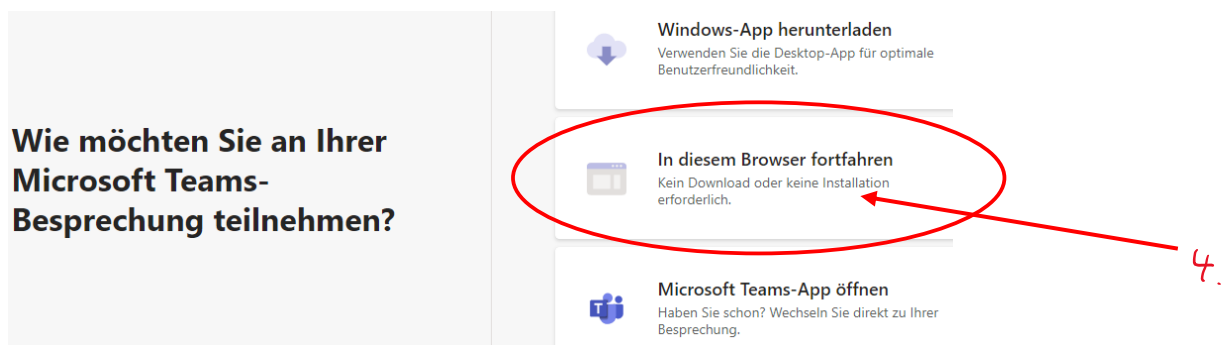 Wie möchten Sie an Ihrer
Microsoft Teams-
Besprechung teilnehmen?
Windows-App herunterladen
Verwenden Sie die Desktop-App für optimale
Benutzerfreundlichkeit.
In diesem Browser fortfahren
Kein Download oder keine Installation
erforderlich.
Microsoft Teams-App öffnen
Haben Sie schon? Wechseln Sie direkt zu Ihrer
Besprechung.
4.